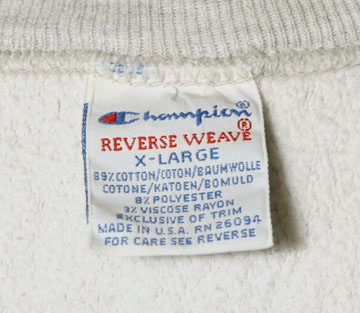 Champion®
REVERSE WEAVE®
X-LARGE
89% COTTON/COTON/BAUMWOLLE
COTONE/KATOEN/BOMULD
8% POLYESTER
3% VISCOSE RAYON
EXCLUSIVE OF TRIM
MADE IN U.S.A. RN 26094
FOR CARE SEE REVERSE